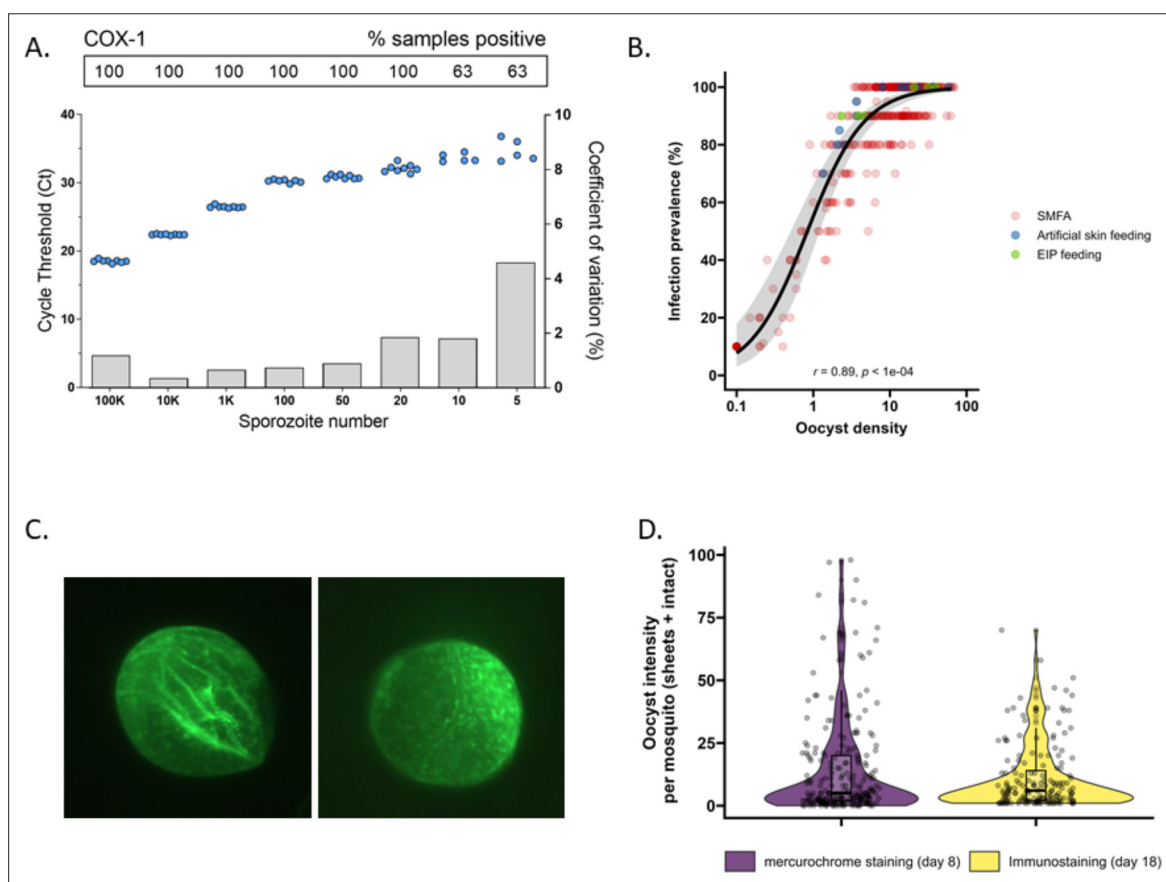 A.
COX-1 % samples positive
100 100 100 100 100 100 63 63
Cycle Threshold (Ct)
40
30
20
10
0
10
8
6
4
2
0
Coefficient of variation (%)
100K 10K 1K 100 50 20 10 5
Sporozoite number
B.
Infection prevalence (%)
100
80
60
40
20
0
r = 0.89, p < 1e-04
0.1 1 10 100
Oocyst density
SMFA
Artificial skin feeding
EIP feeding
C.
D.
Oocyst intensity
per mosquito (sheets + intact)
100
75
50
25
0
mercurochrome staining (day 8) Immunostaining (day 18)